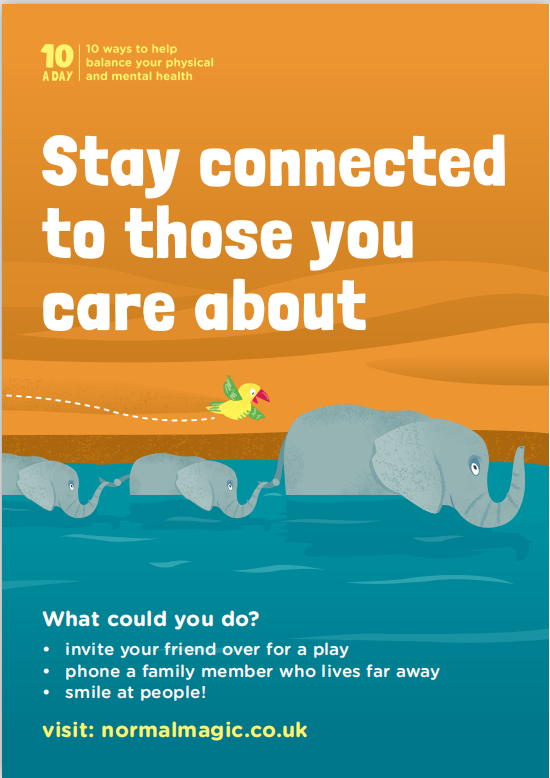 10
A DAY
10 ways to help
balance your physical
and mental health
Stay connected
to those you
care about
What could you do?
• invite your friend over for a play
• phone a family member who lives far away
• smile at people!
visit: normalmagic.co.uk